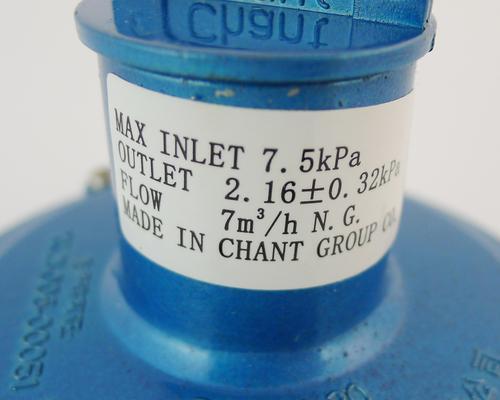 Chant
MAX INLET 7.5kPa
OUTLET 2.16±0.32kPa
FLOW 7m³/h N.G.
MADE IN CHANT GROUP CO.